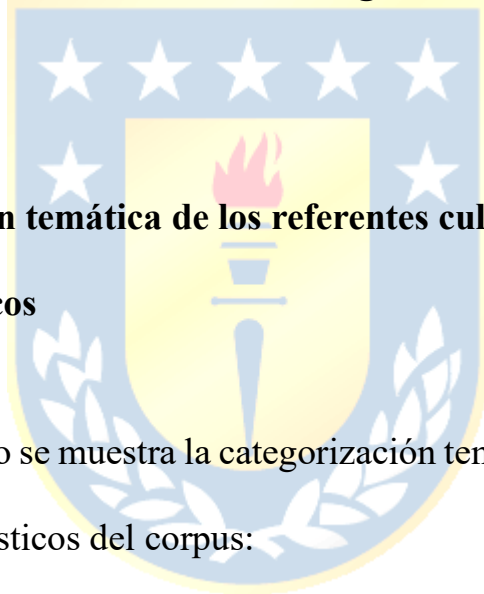 n temática de los referentes cul
cos
o se muestra la categorización ten
sticos del corpus: